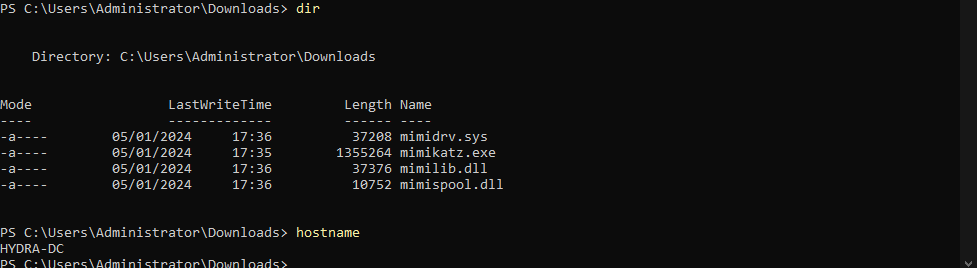 PS C:\Users\Administrator\Downloads> dir
Directory: C:\Users\Administrator\Downloads
Mode LastWriteTime Length Name
---- ------------- ------ ----
-a---- 05/01/2024 17:36 37208 mimidrv.sys
-a---- 05/01/2024 17:35 1355264 mimikatz.exe
-a---- 05/01/2024 17:36 37376 mimilib.dll
-a---- 05/01/2024 17:36 10752 mimispool.dll
PS C:\Users\Administrator\Downloads> hostname
HYDRA-DC
PS C:\Users\Administrator\Downloads>